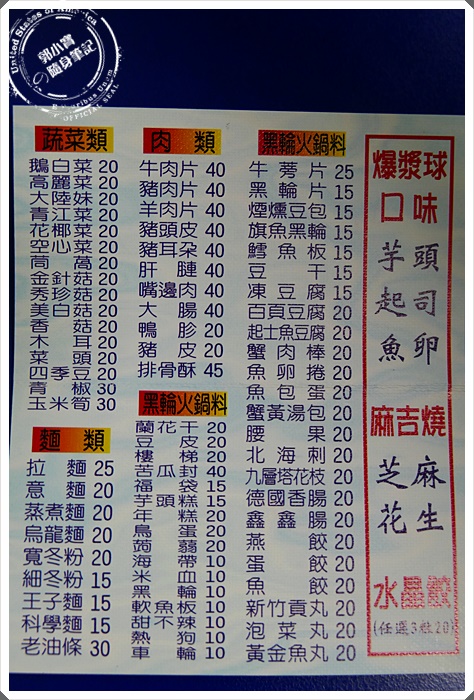 United States of America
郭小寶
の隨身筆記
OFFICIAL SEAL
蔬菜類
鵝白菜 20
高麗菜 20
大陸妹 20
青江菜 20
花椰菜 20
空心菜 20
茼萵 20
金針菇 20
秀珍菇 20
美白菇 20
香菇 20
木耳 20
菜頭 20
四季豆 20
青椒 30
玉米筍 30
麵類
拉麵 25
意麵 20
蒸煮麵 20
烏龍麵 20
寬冬粉 20
細冬粉 15
王子麵 15
科學麵 15
老油條 30
肉類
牛肉片 40
豬肉片 40
羊肉片 40
豬頭皮 40
豬耳朵 40
肝腱 40
嘴邊肉 40
大腸 40
鴨胗 20
豬皮 20
排骨酥 45
黑輪火鍋料
蘭花干 20
豆皮 20
樓梯 20
苦瓜封 40
福袋 15
芋頭糕 15
年糕 20
鳥蛋 20
蒟蒻 20
海帶 10
米血 10
黑輪 10
軟魚板 10
甜不辣 10
熱狗 10
車輪 10
黑輪火鍋料
牛蒡片 25
黑輪片 15
煙燻豆包 15
旗魚黑輪 15
鱈魚板 15
豆干 15
凍豆腐 15
百頁豆腐 20
起士魚豆腐 20
蟹肉棒 20
魚卵捲 20
魚包蛋 20
蟹黃湯包 20
腰果 20
北海刺 20
九層塔花枝 20
德國香腸 20
鑫鑫腸 20
燕餃 20
蛋餃 20
魚餃 20
新竹貢丸 20
泡菜丸 20
黃金魚丸 20
爆漿球
口味
芋頭
起司
魚卵
麻吉燒
芝麻
花生
水晶餃
(任選3粒20)